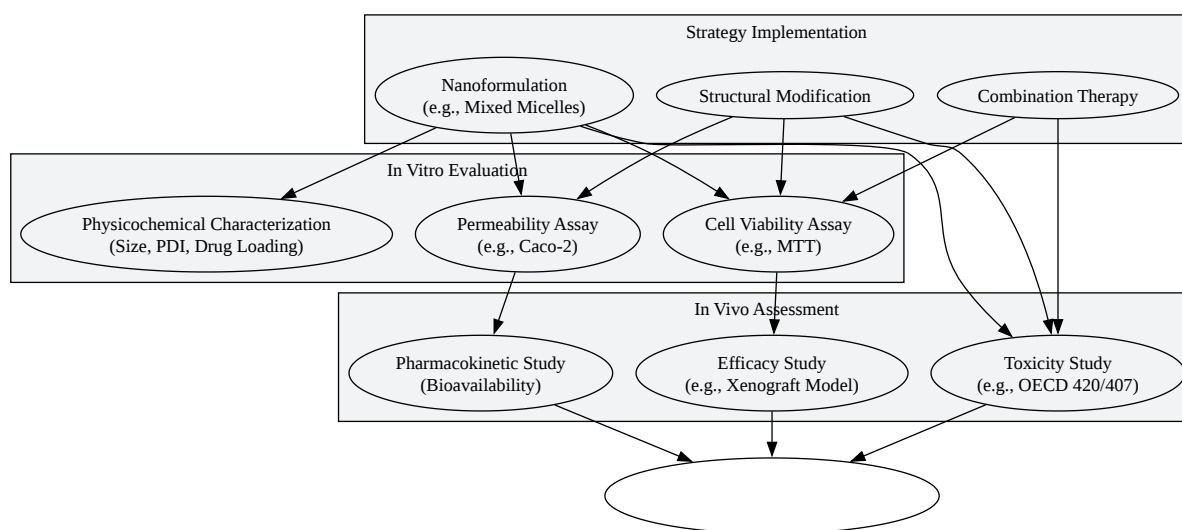 Strategy Implementation
Nanoformulation
(e.g., Mixed Micelles)
Structural Modification
Combination Therapy
In Vitro Evaluation
Physicochemical Characterization
(Size, PDI, Drug Loading)
Permeability Assay
(e.g., Caco-2)
Cell Viability Assay
(e.g., MTT)
In Vivo Assessment
Pharmacokinetic Study
(Bioavailability)
Efficacy Study
(e.g., Xenograft Model)
Toxicity Study
(e.g., OECD 420/407)